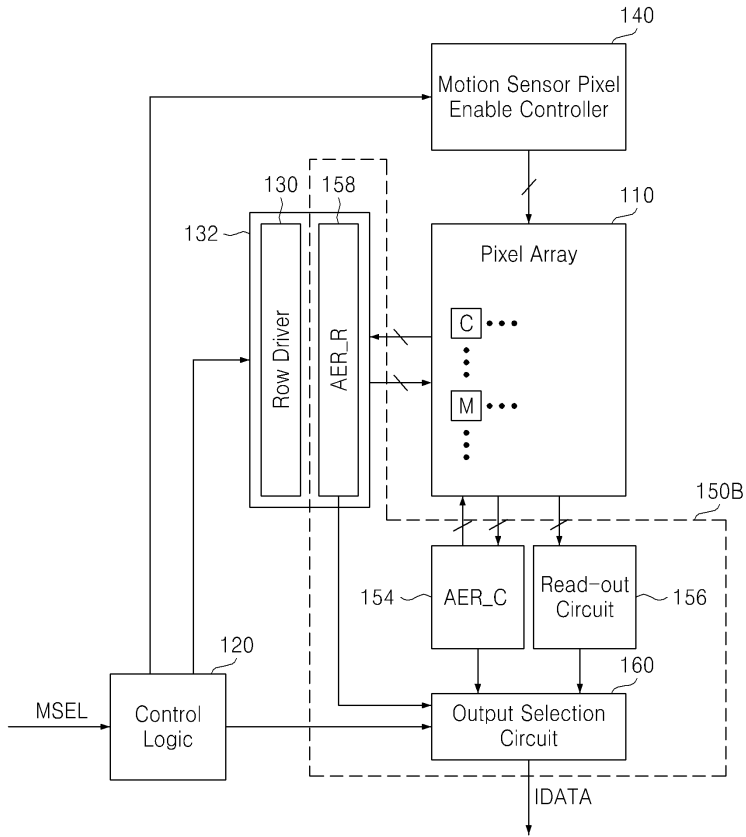 140
Motion Sensor Pixel
Enable Controller
130
158
110
132
Pixel Array
Row Driver
AER_R
C
M
150B
154
AER_C
Read-out
Circuit
156
120
160
MSEL
Control
Logic
Output Selection
Circuit
IDATA